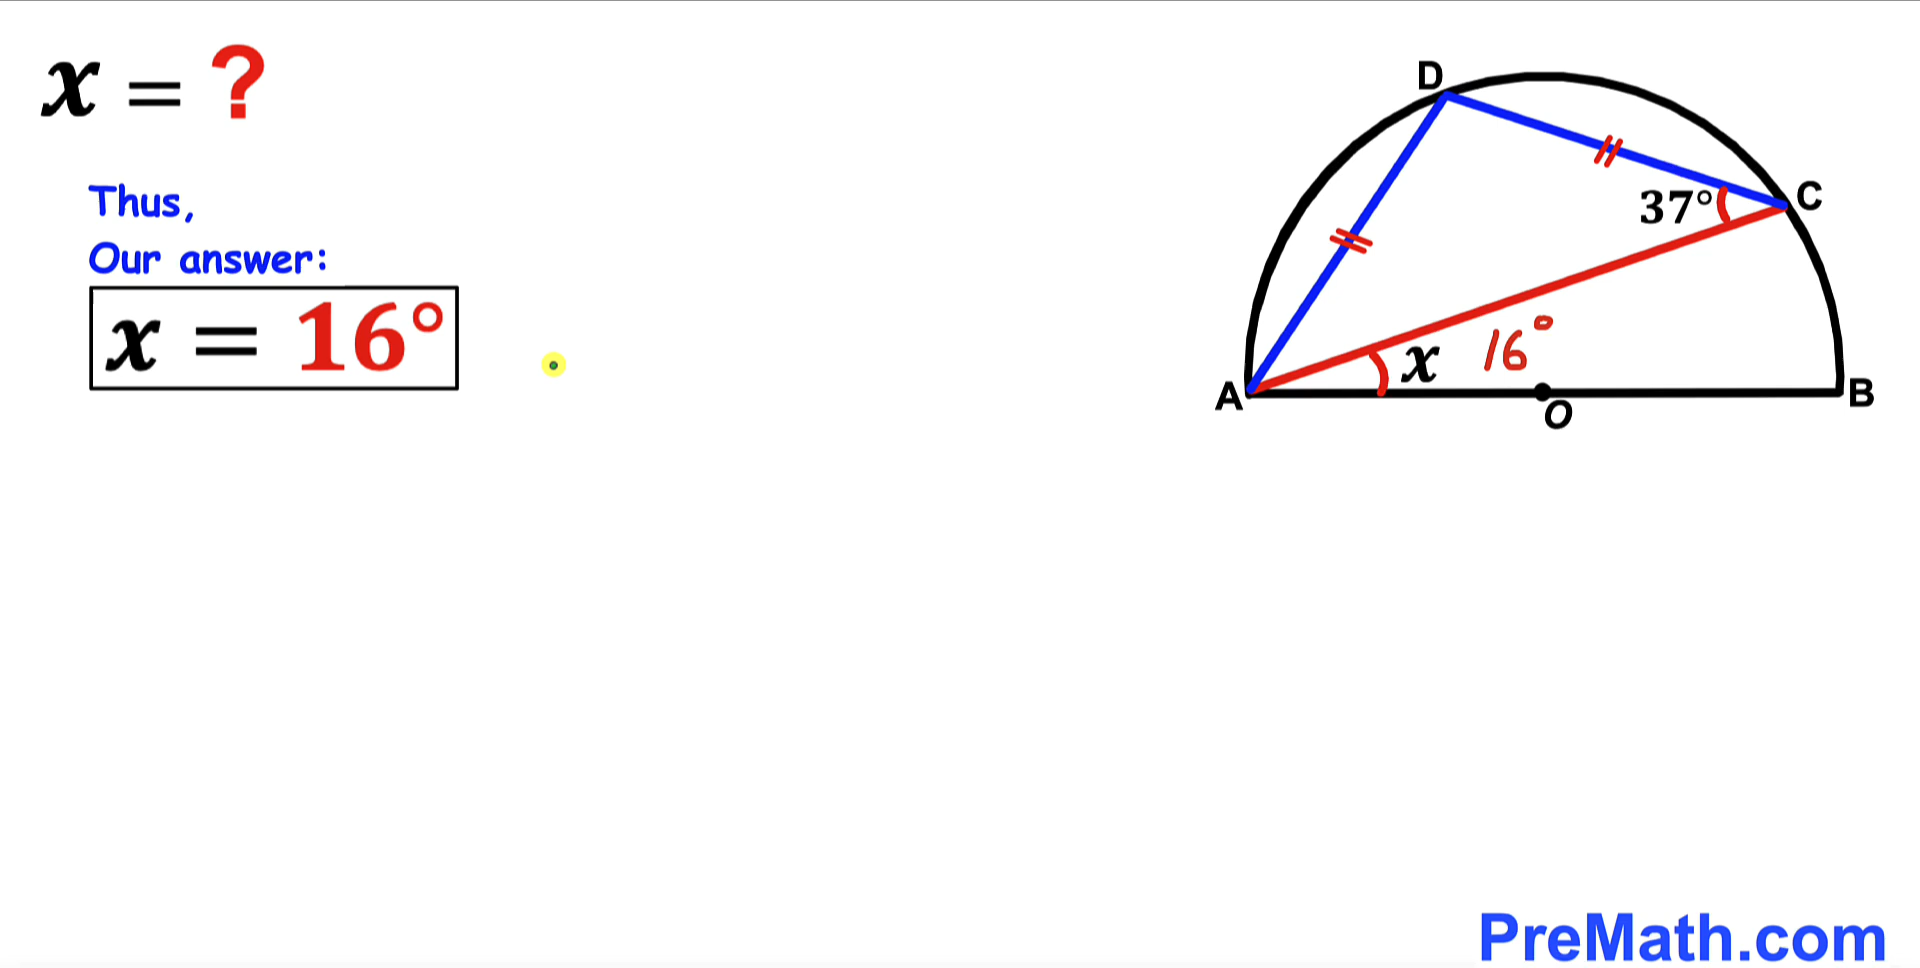 x = ?
Thus,
Our answer:
x = 16°
D
C
37°
x 16°
A
B
O
PreMath.com